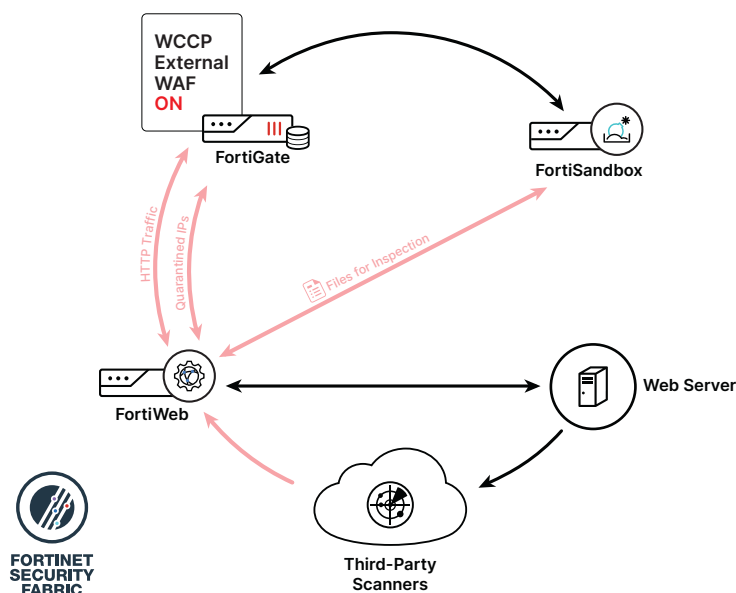 WCCP
External
WAF
ON
FortiGate
FortiSandbox
HTTP Traffic
Quarantined IPs
Files for Inspection
FortiWeb
Web Server
Third-Party
Scanners
FORTINET
SECURITY
FABRIC